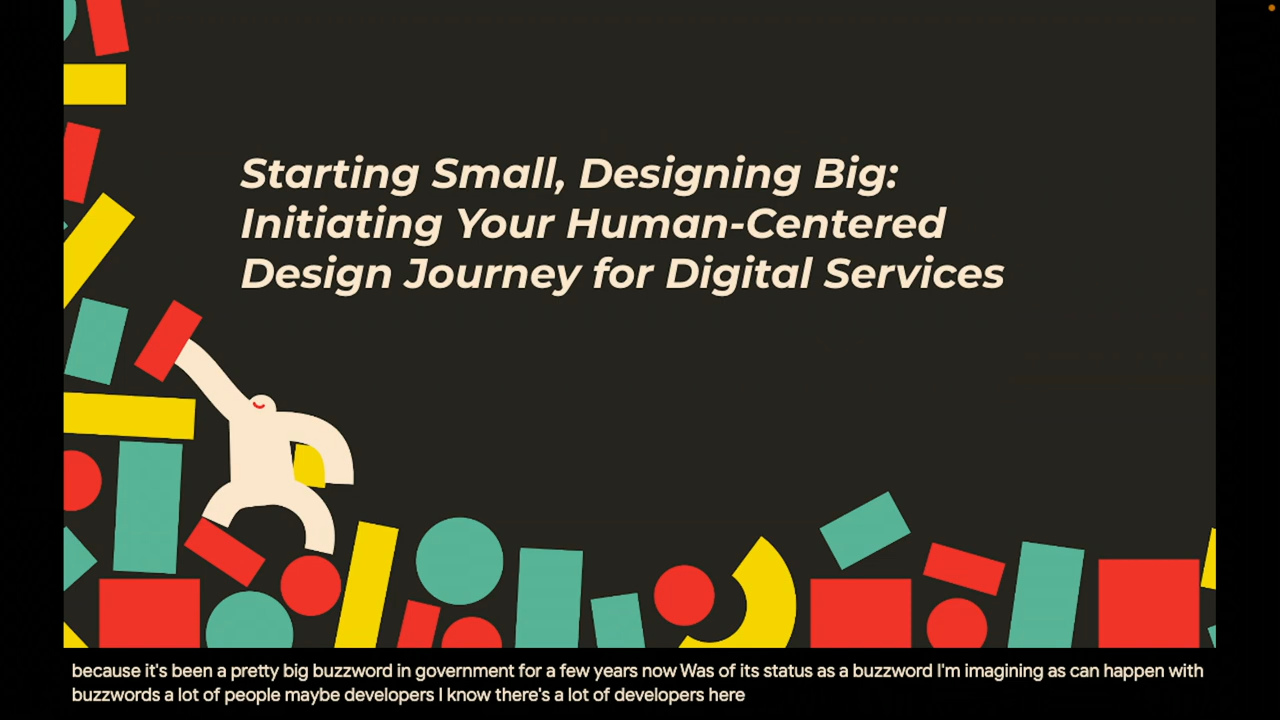 Starting Small, Designing Big:
Initiating Your Human-Centered
Design Journey for Digital Services
because it's been a pretty big buzzword in government for a few years now Was of its status as a buzzword I'm imagining as can happen with
buzzwords a lot of people maybe developers I know there's a lot of developers here